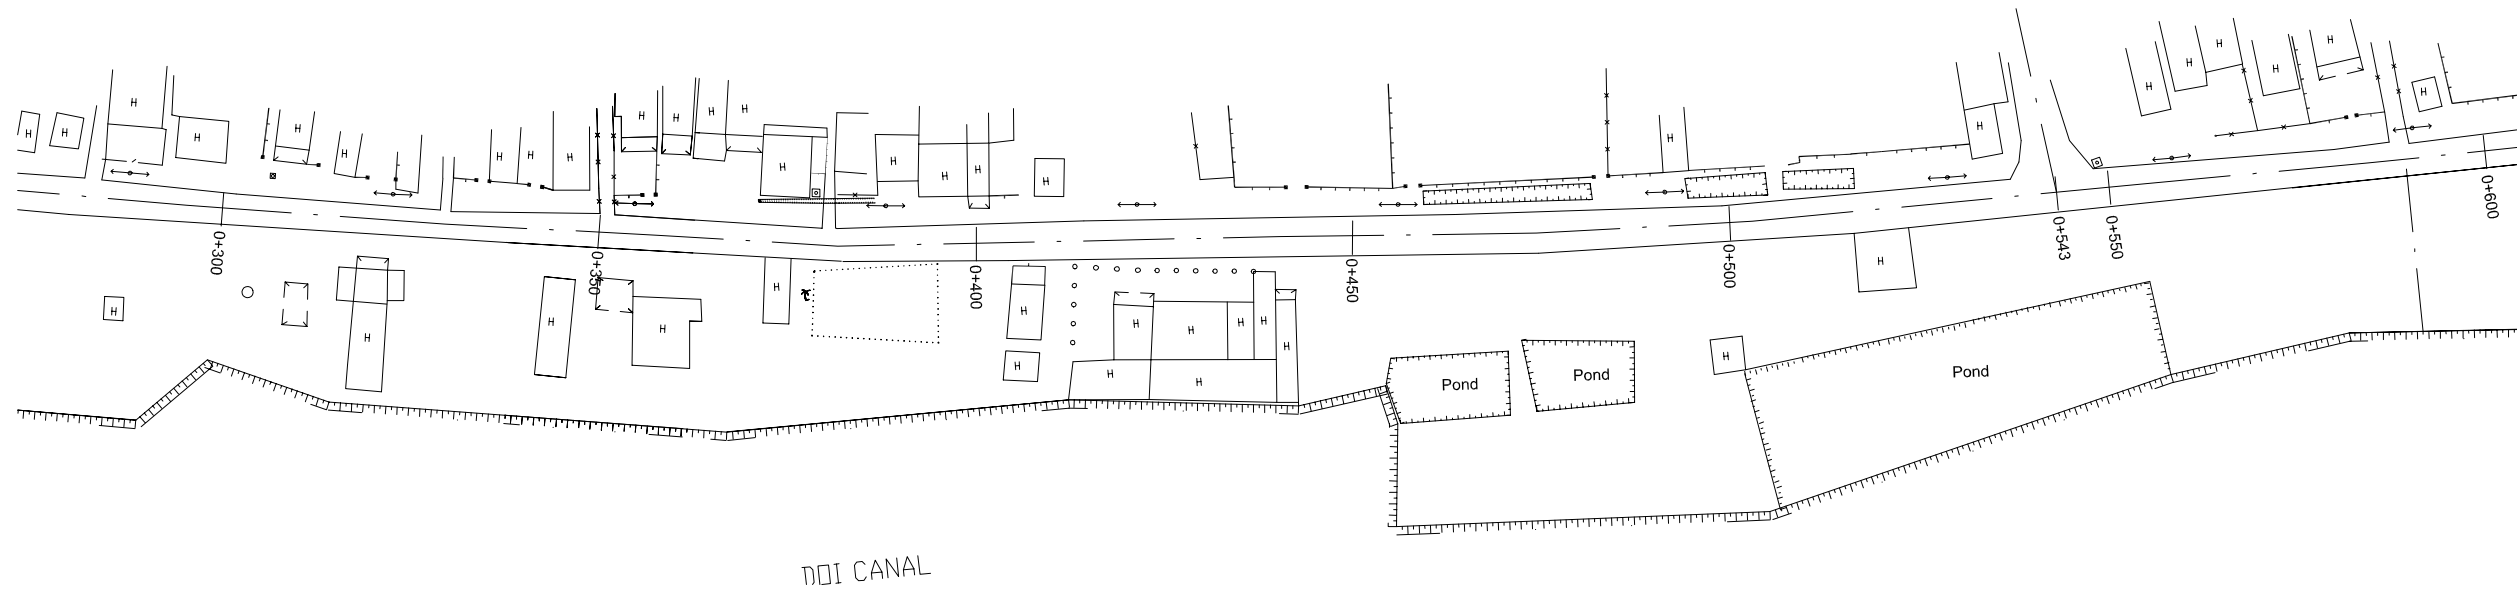 H H H H H H H H H H H H H H H H H H H H H H H H H H H H H
0+300 0+350 0+400 0+450 0+500 0+543 0+550 0+600
H H H H H H H H H H H H H H H H
Pond Pond Pond
DOI CANAL